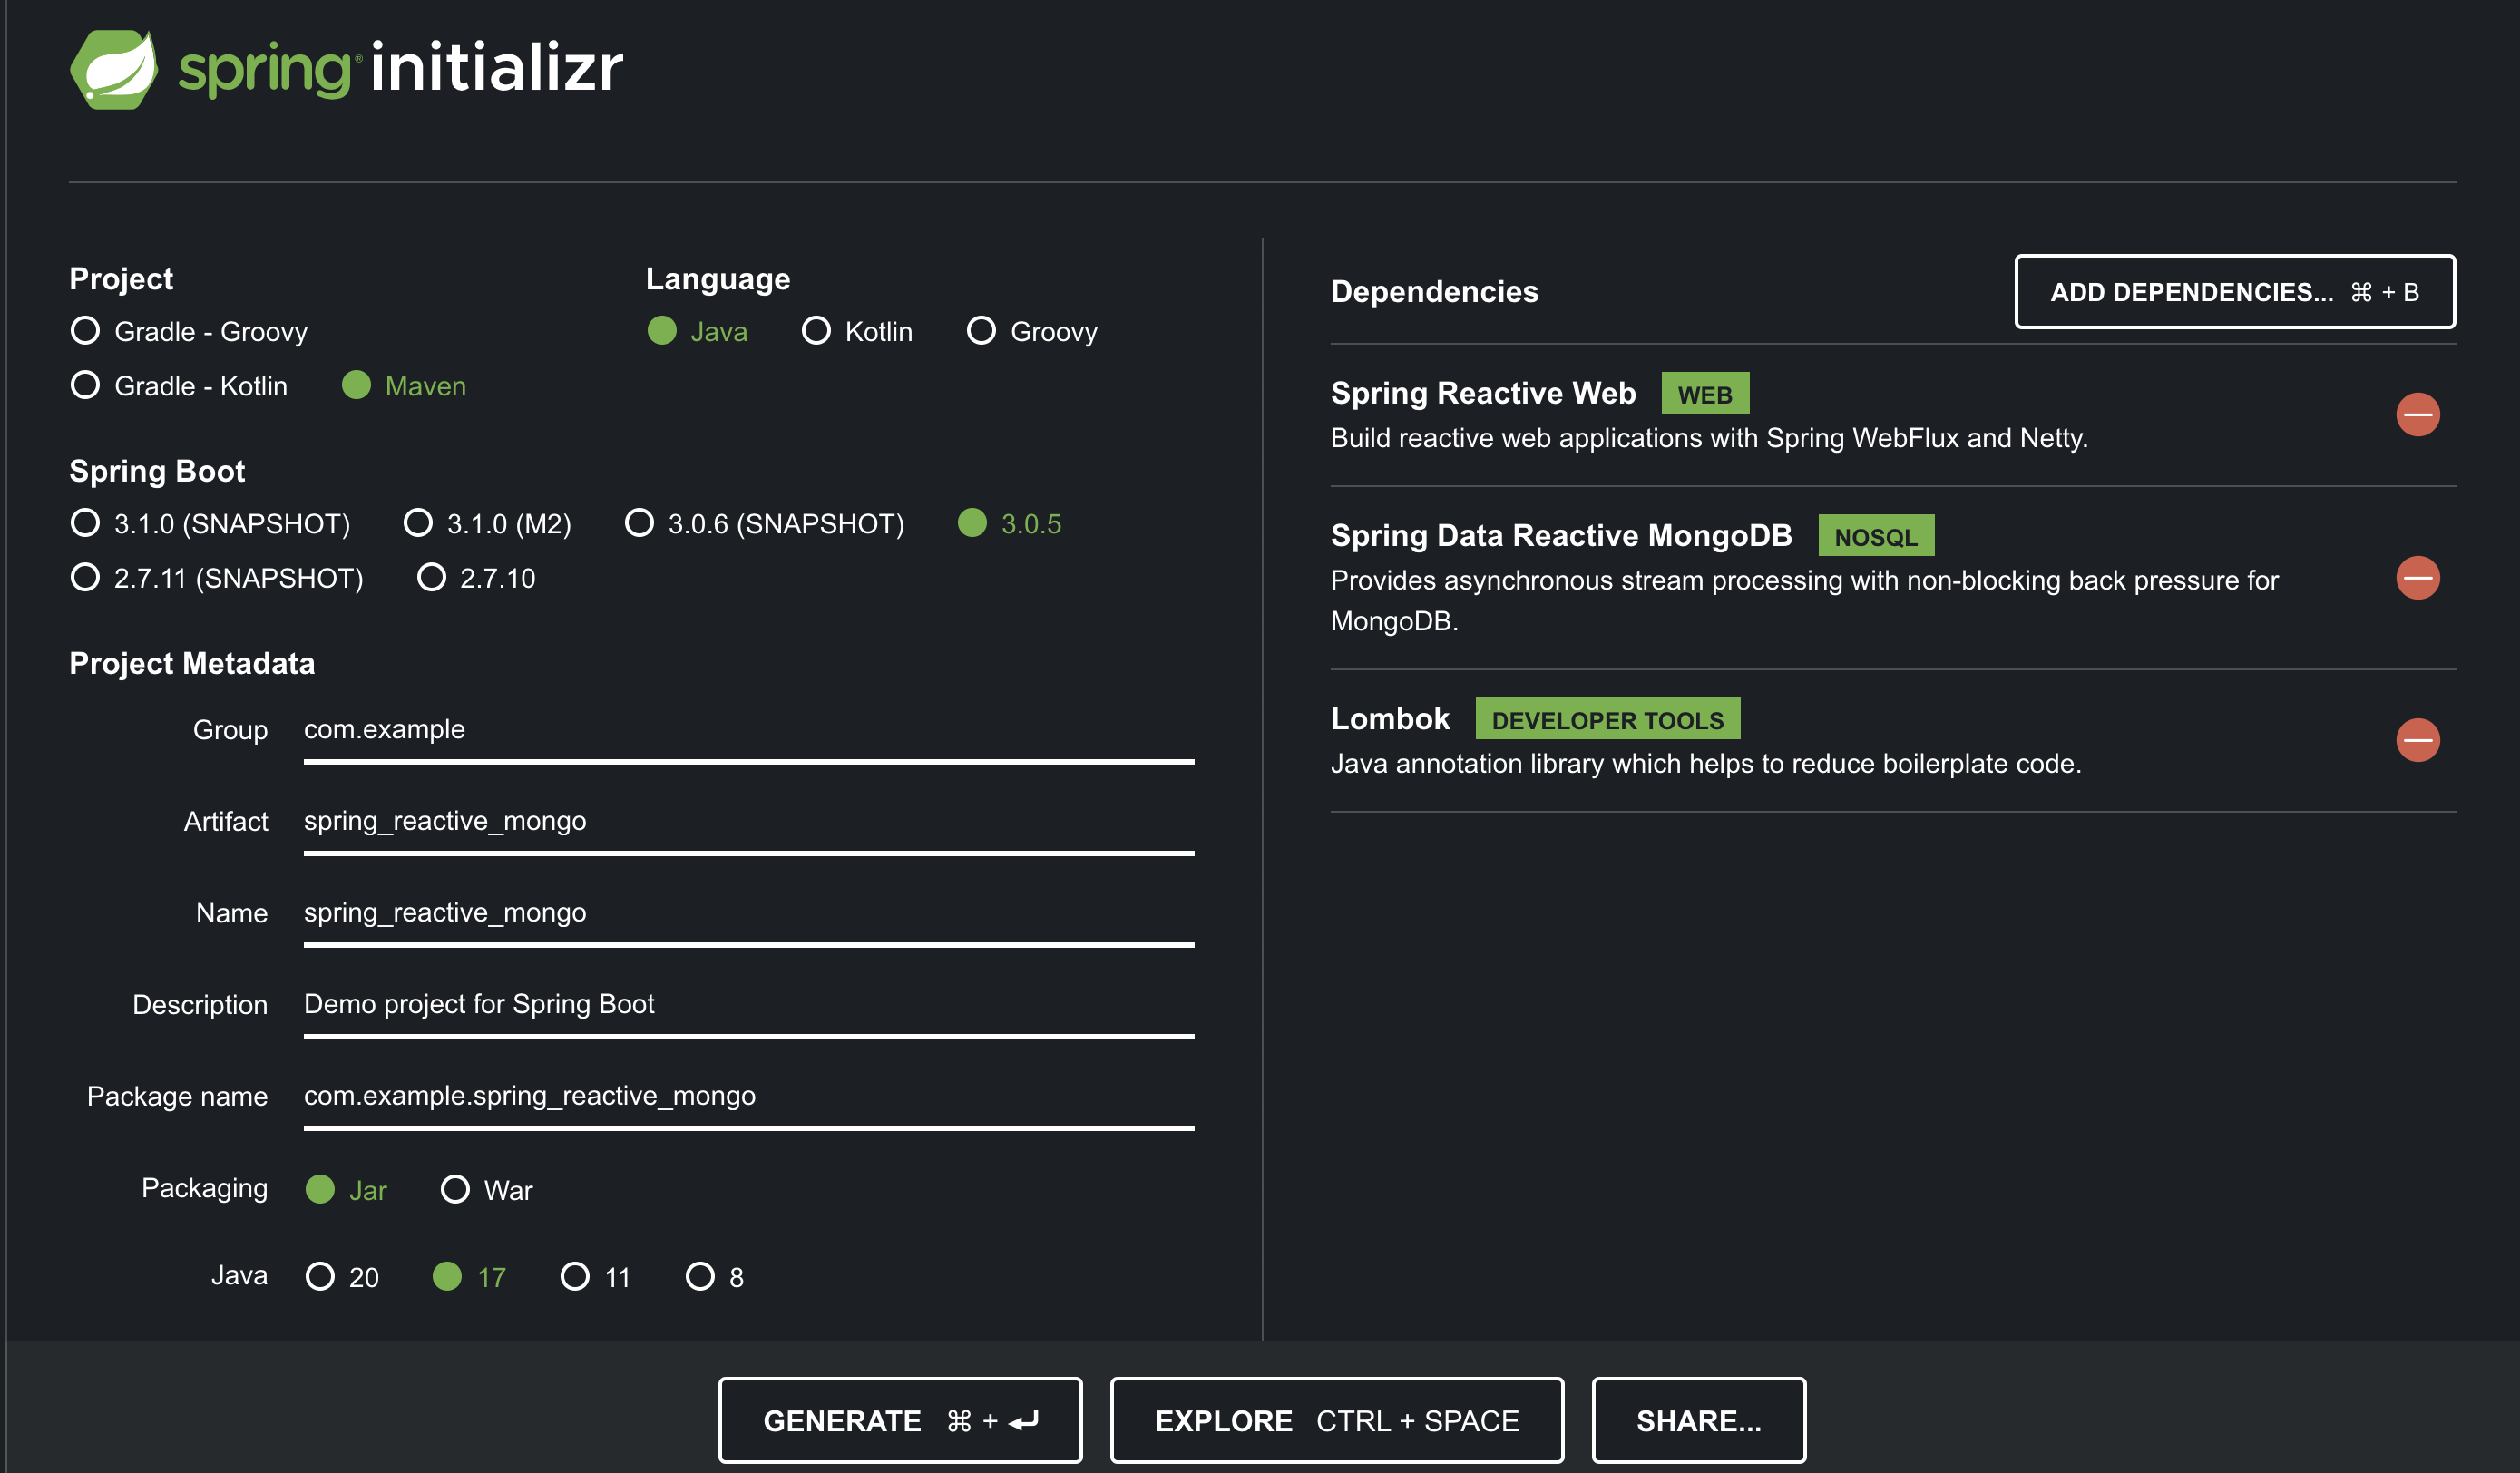 spring® initializr
Project
Gradle - Groovy
Gradle - Kotlin Maven
Language
Java Kotlin Groovy
Spring Boot
3.1.0 (SNAPSHOT) 3.1.0 (M2) 3.0.6 (SNAPSHOT) 3.0.5
2.7.11 (SNAPSHOT) 2.7.10
Project Metadata
Group com.example
Artifact spring_reactive_mongo
Name spring_reactive_mongo
Description Demo project for Spring Boot
Package name com.example.spring_reactive_mongo
Packaging Jar War
Java 20 17 11 8
Dependencies ADD DEPENDENCIES... ⌘ + B
Spring Reactive Web WEB
Build reactive web applications with Spring WebFlux and Netty.
Spring Data Reactive MongoDB NOSQL
Provides asynchronous stream processing with non-blocking back pressure for
MongoDB.
Lombok DEVELOPER TOOLS
Java annotation library which helps to reduce boilerplate code.
GENERATE ⌘ + ⏎ EXPLORE CTRL + SPACE SHARE...